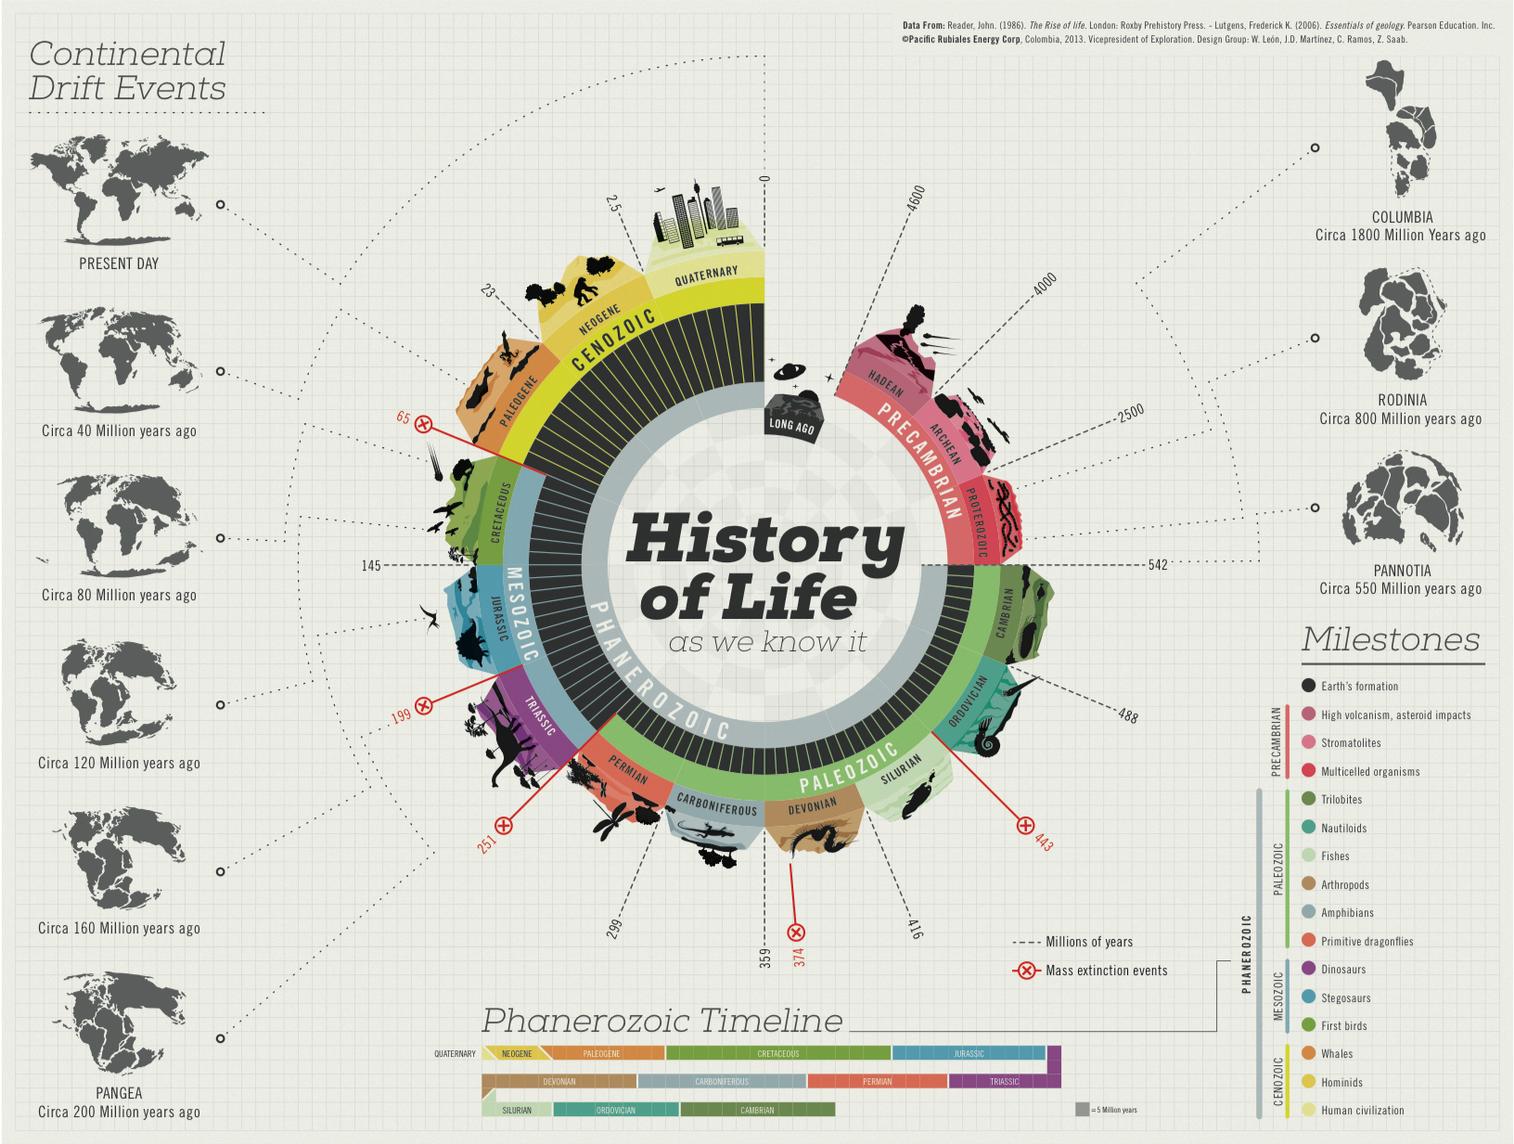 Data From: Reader, John. (1986). The Rise of life. London: Roxby Prehistory Press. - Lutgens, Frederick K. (2006). Essentials of geology. Pearson Education. Inc.
©Pacific Rubiales Energy Corp, Colombia, 2013. Vicepresident of Exploration. Design Group: W. León, J.D. Martínez, C. Ramos, Z. Saab.
Continental
Drift Events
PRESENT DAY
Circa 40 Million years ago
Circa 80 Million years ago
Circa 120 Million years ago
Circa 160 Million years ago
PANGEA
Circa 200 Million years ago
History
of Life
as we know it
LONG AGO
4600
HADEAN
4000
ARCHEAN
2500
PROTEROZOIC
PRECAMBRIAN
542
CAMBRIAN
488
ORDOVICIAN
443
SILURIAN
416
DEVONIAN
374
359
CARBONIFEROUS
299
PERMIAN
PALEOZOIC
251
TRIASSIC
199
JURASSIC
145
CRETACEOUS
MESOZOIC
65
PALEOGENE
23
NEOGENE
2.5
QUATERNARY
CENOZOIC
0
PHANEROZOIC
COLUMBIA
Circa 1800 Million Years ago
RODINIA
Circa 800 Million years ago
PANNOTIA
Circa 550 Million years ago
Milestones
Earth's formation
PRECAMBRIAN
High volcanism, asteroid impacts
Stromatolites
Multicelled organisms
PHANEROZOIC
PALEOZOIC
Trilobites
Nautiloids
Fishes
Arthropods
Amphibians
Primitive dragonflies
MESOZOIC
Dinosaurs
Stegosaurs
First birds
CENOZOIC
Whales
Hominids
Human civilization
Millions of years
Mass extinction events
Phanerozoic Timeline
QUATERNARY NEOGENE PALEOGENE CRETACEOUS JURASSIC
DEVONIAN CARBONIFEROUS PERMIAN TRIASSIC
SILURIAN ORDOVICIAN CAMBRIAN
= 5 Million years